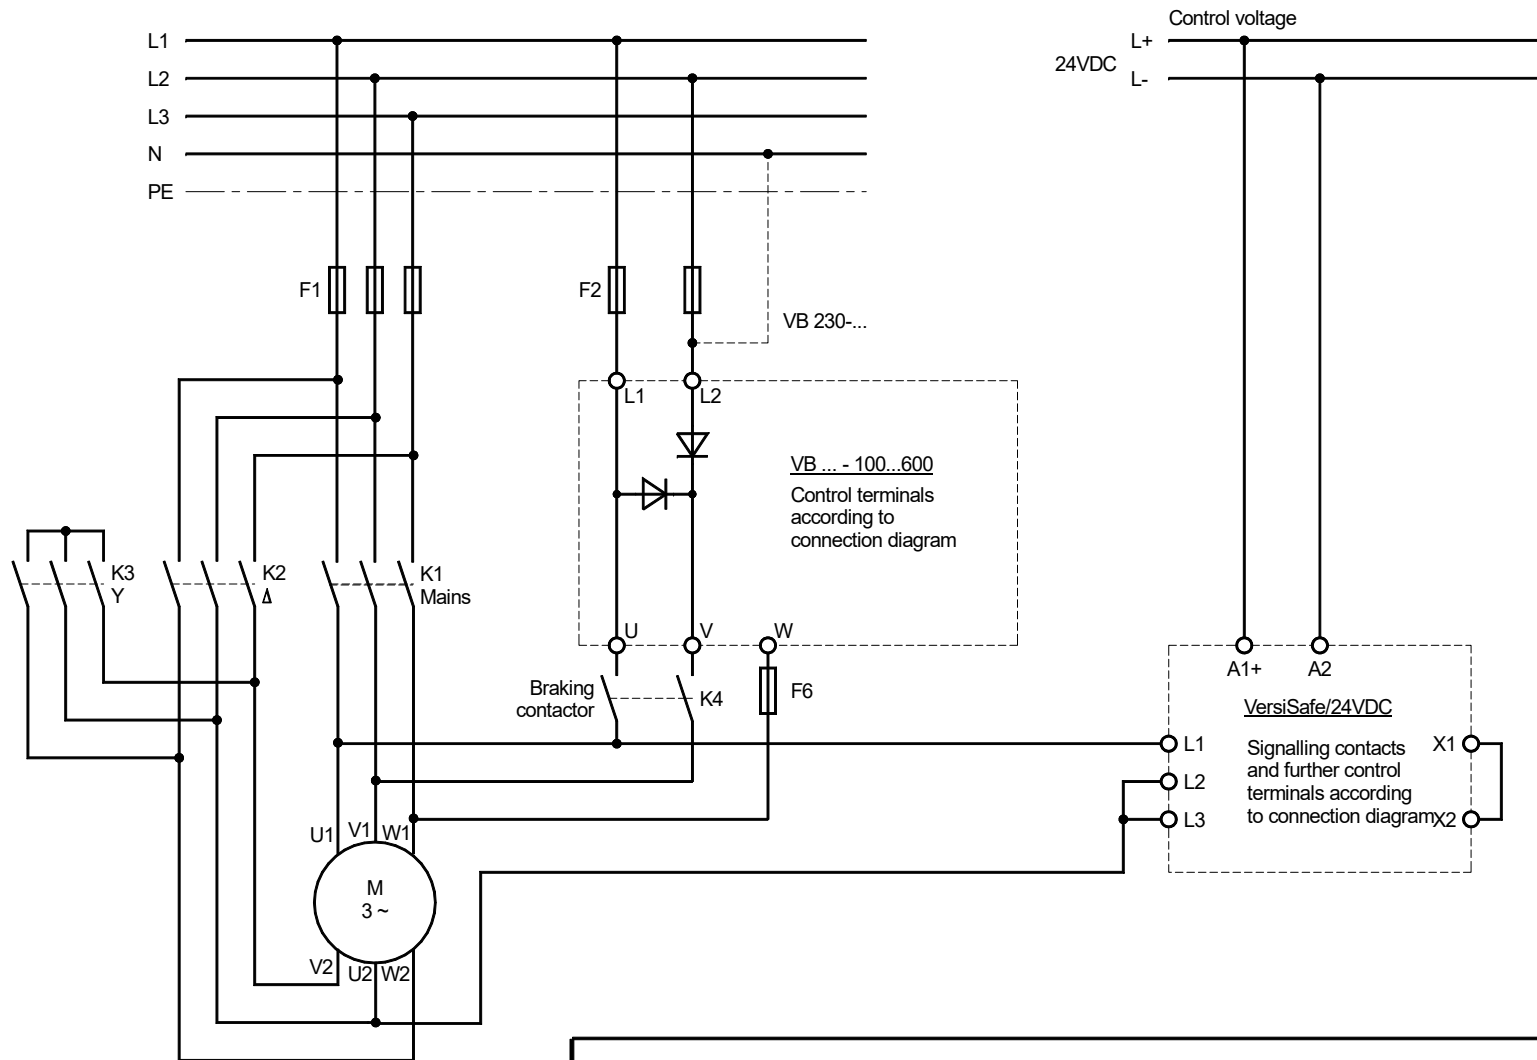 Control voltage
L1
L+
24VDC
L2
L-
L3
N
PE
F1
F2
VB 230-...
L1
L2
VB ... - 100...600
Control terminals
according to
connection diagram
K3
Y
K2
Δ
K1
Mains
U
V
W
Braking
contactor
K4
F6
A1+
A2
VersiSafe/24VDC
L1
Signalling contacts
X1
and further control
L2
terminals according
L3
to connection diagram
X2
U1
V1
W1
M
3 ~
V2
U2
W2